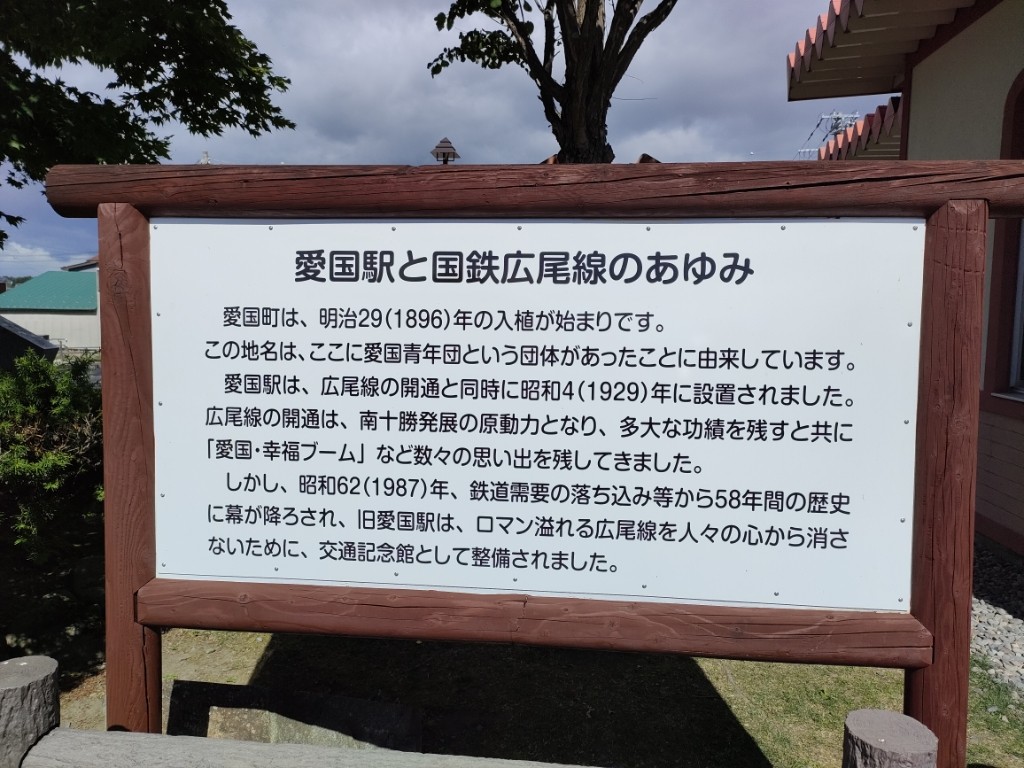 愛国駅と国鉄広尾線のあゆみ
愛国町は、明治29(1896)年の入植が始まりです。
この地名は、ここに愛国青年団という団体があったことに由来しています。
愛国駅は、広尾線の開通と同時に昭和4(1929)年に設置されました。
広尾線の開通は、南十勝発展の原動力となり、多大な功績を残すと共に
「愛国・幸福ブーム」など数々の思い出を残してきました。
しかし、昭和62(1987)年、鉄道需要の落ち込み等から58年間の歴史
に幕が降ろされ、旧愛国駅は、ロマン溢れる広尾線を人々の心から消さ
ないために、交通記念館として整備されました。